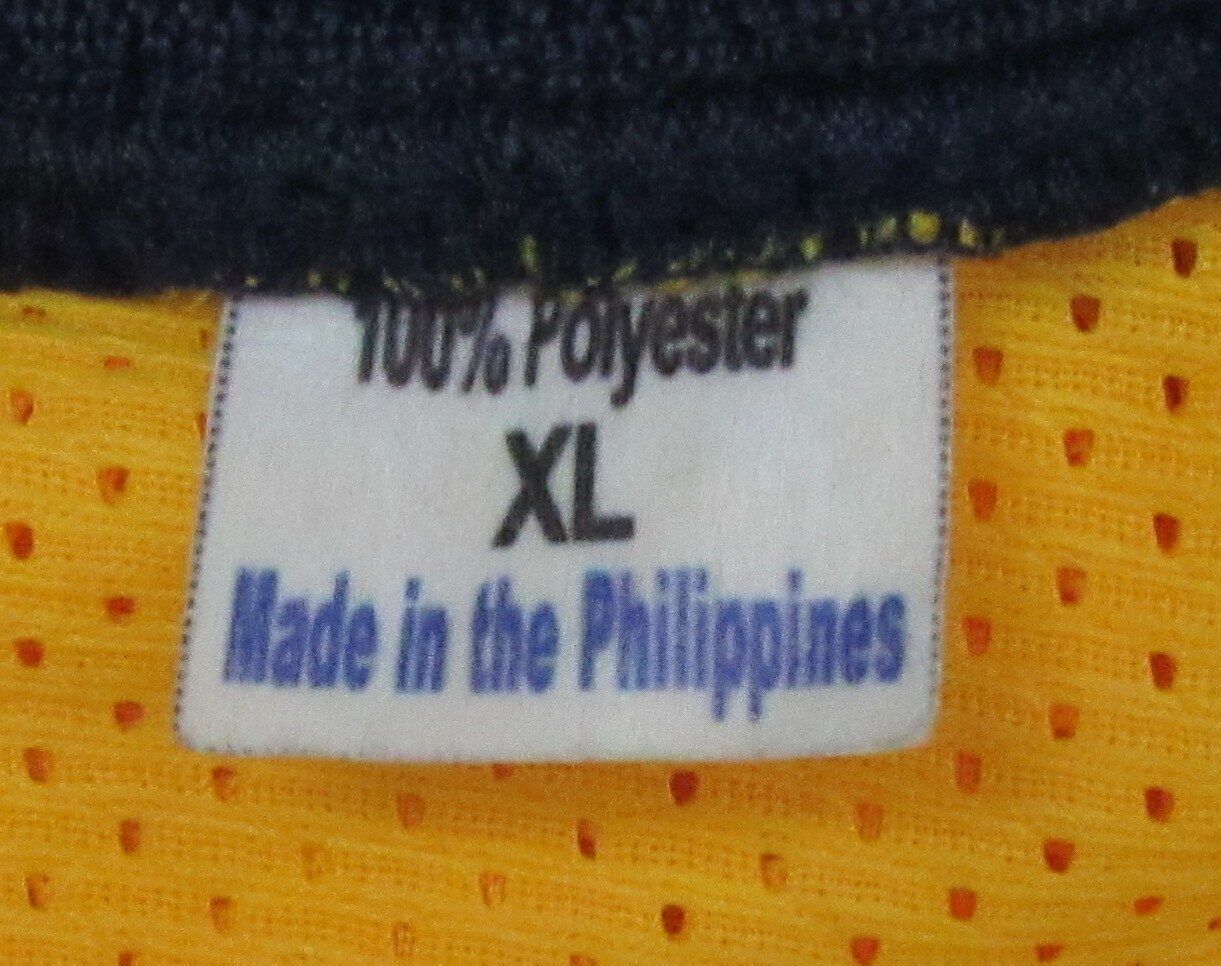 100% Polyester
XL
Made in the Philippines